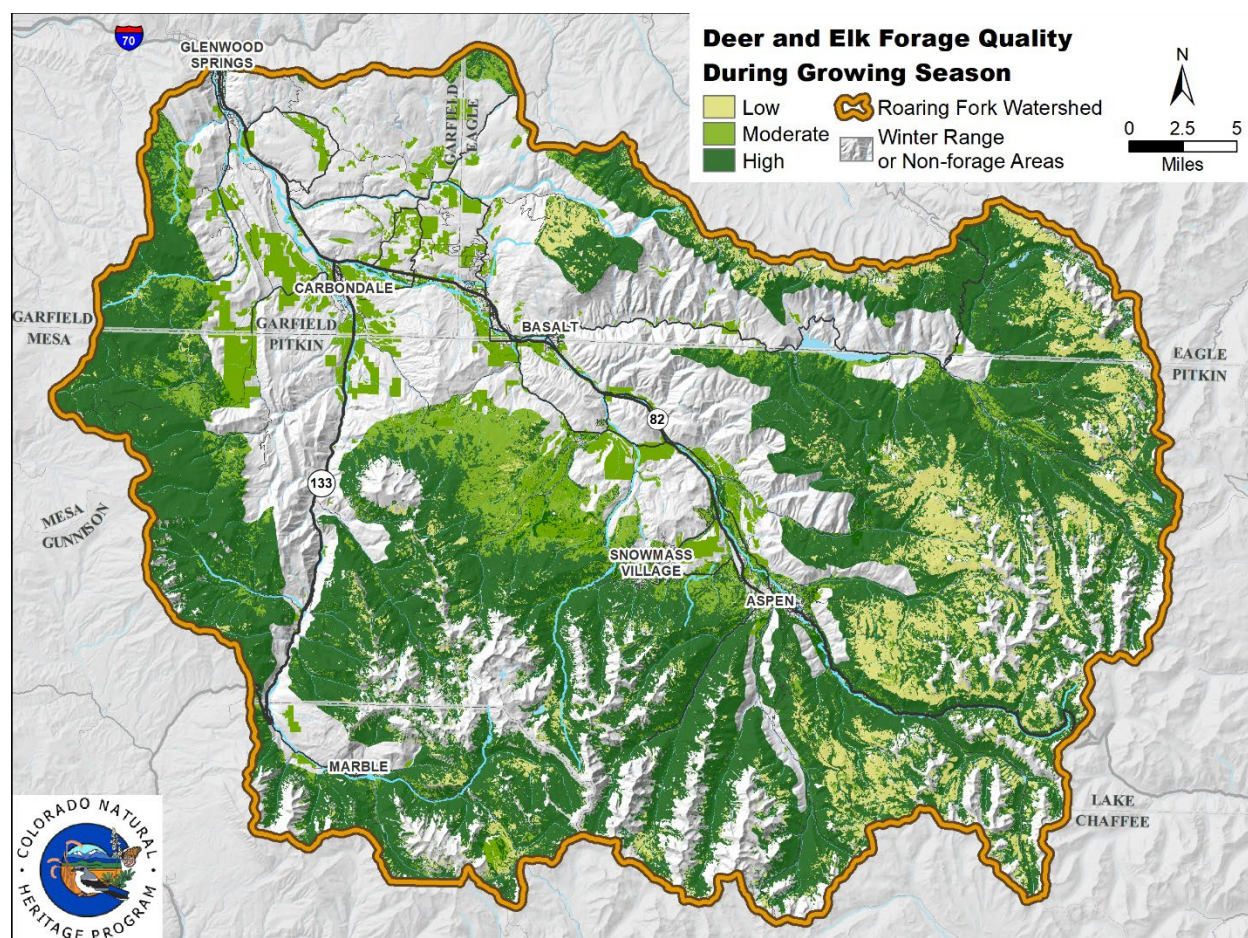 70
GLENWOOD
SPRINGS
Deer and Elk Forage Quality
During Growing Season
Low
Moderate
High
Roaring Fork Watershed
Winter Range
or Non-forage Areas
N
0 2.5 5
Miles
GARFIELD
EAGLE
CARBONDALE
GARFIELD
MESA
GARFIELD
PITKIN
BASALT
EAGLE
PITKIN
82
133
MESA
GUNNISON
SNOWMASS
VILLAGE
ASPEN
MARBLE
LAKE
CHAFFEE
COLORADO NATURAL
HERITAGE PROGRAM